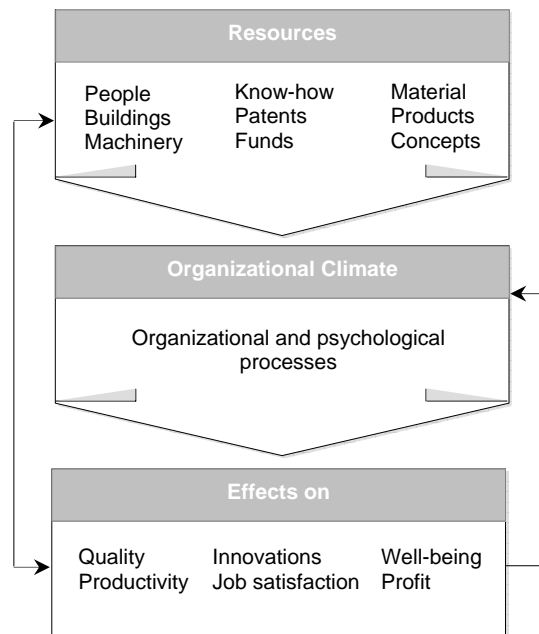 Resources
People Know-how Material
Buildings Patents Products
Machinery Funds Concepts
Organizational Climate
Organizational and psychological
processes
Effects on
Quality Innovations Well-being
Productivity Job satisfaction Profit